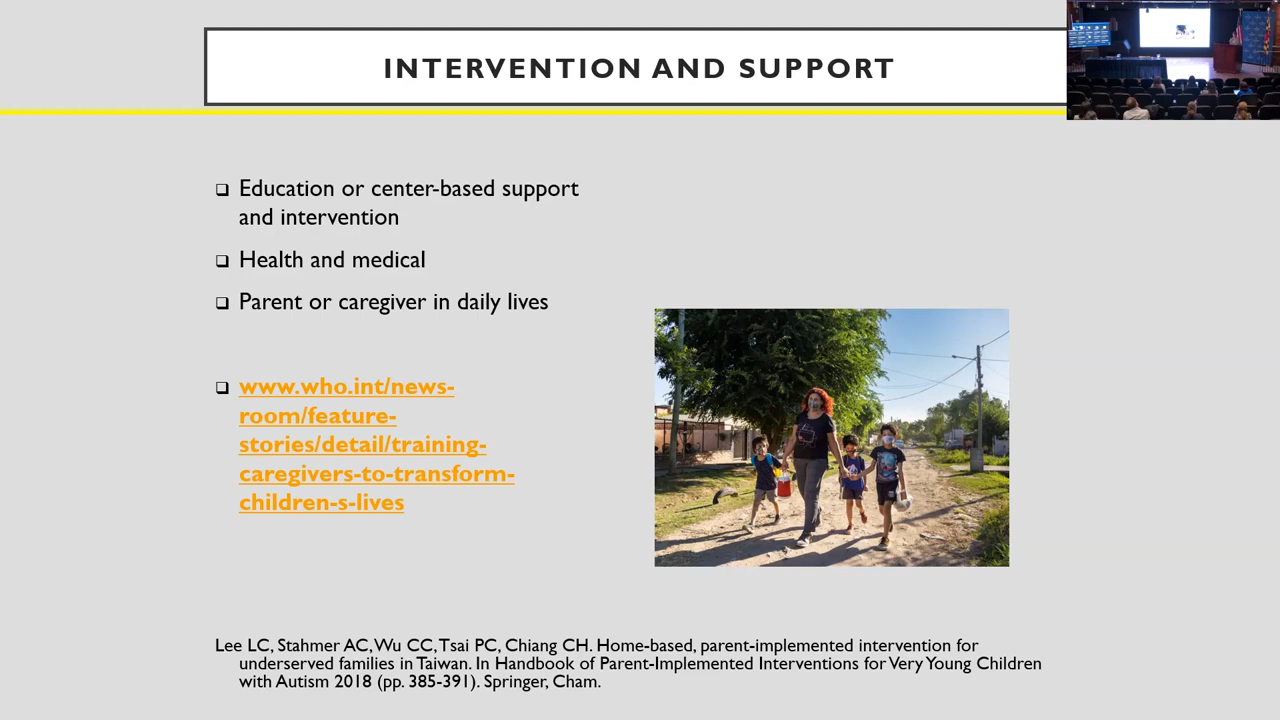 INTERVENTION AND SUPPORT
❑ Education or center-based support
and intervention
❑ Health and medical
❑ Parent or caregiver in daily lives
❑ www.who.int/news-
room/feature-
stories/detail/training-
caregivers-to-transform-
children-s-lives
Lee LC, Stahmer AC, Wu CC, Tsai PC, Chiang CH. Home-based, parent-implemented intervention for
underserved families in Taiwan. In Handbook of Parent-Implemented Interventions for Very Young Children
with Autism 2018 (pp. 385-391). Springer, Cham.